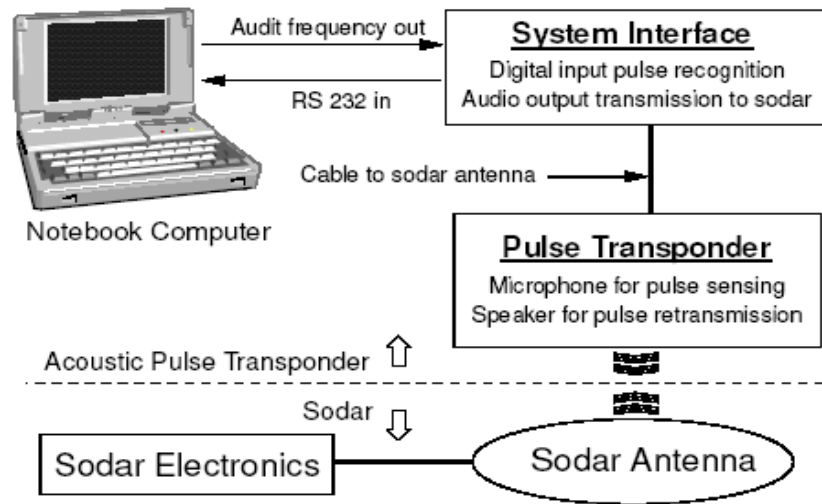 Audit frequency out
RS 232 in
System Interface
Digital input pulse recognition
Audio output transmission to sodar
Cable to sodar antenna
Notebook Computer
Pulse Transponder
Microphone for pulse sensing
Speaker for pulse retransmission
Acoustic Pulse Transponder
Sodar
Sodar Electronics
Sodar Antenna